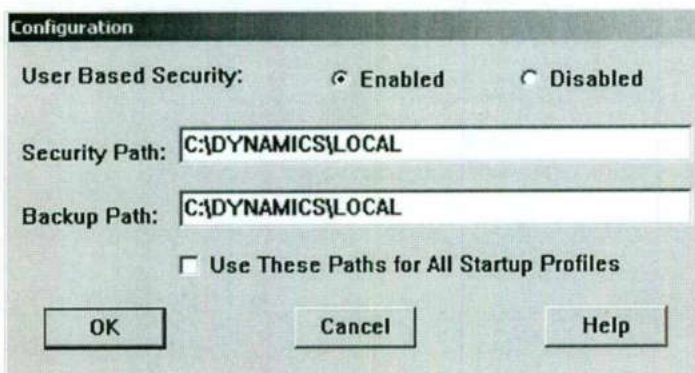 Configuration
User Based Security: Enabled Disabled
Security Path: C:\DYNAMICS\LOCAL
Backup Path: C:\DYNAMICS\LOCAL
Use These Paths for All Startup Profiles
OK Cancel Help